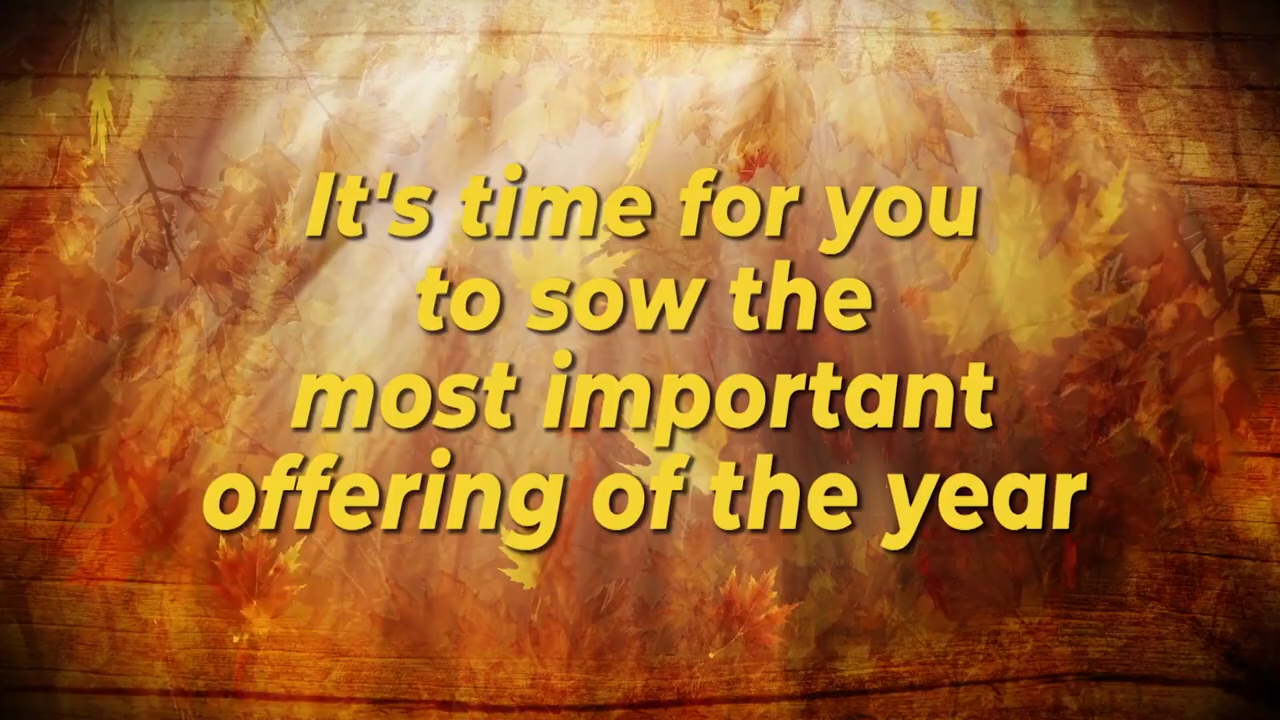 It's time for you
to sow the
most important
offering of the year